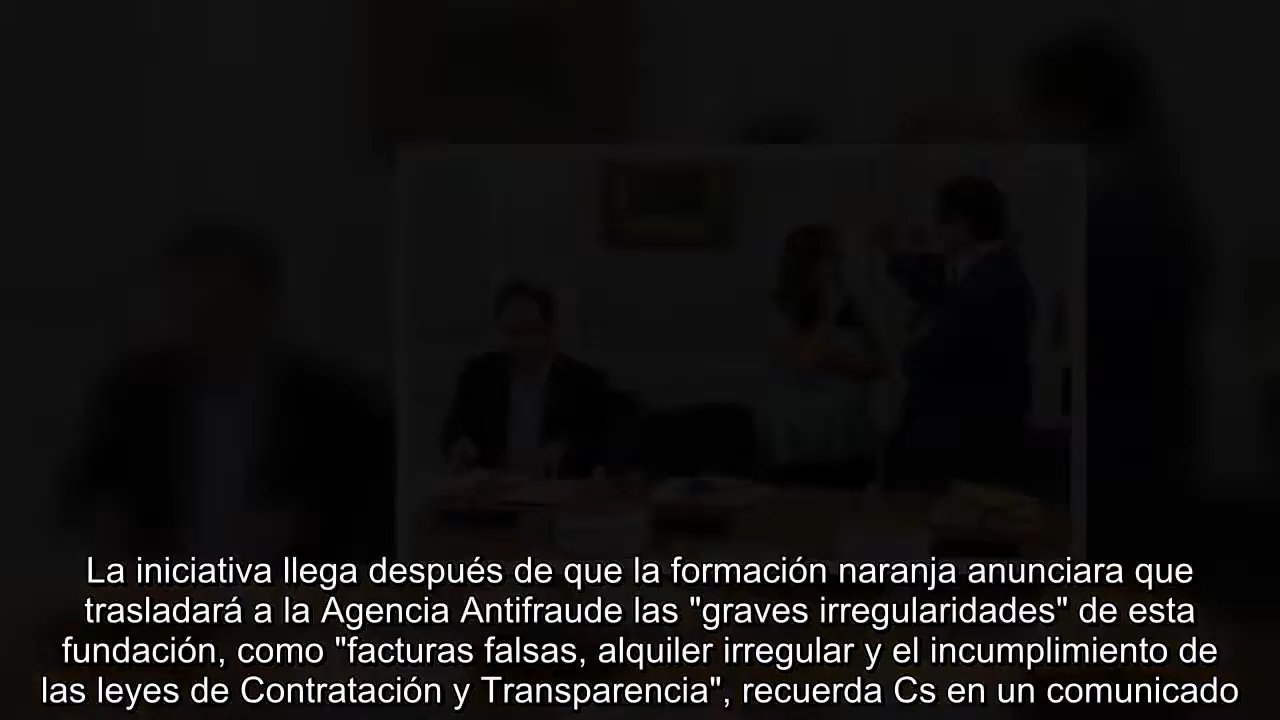 La iniciativa llega después de que la formación naranja anunciara que
trasladará a la Agencia Antifraude las "graves irregularidades" de esta
fundación, como "facturas falsas, alquiler irregular y el incumplimiento de
las leyes de Contratación y Transparencia", recuerda Cs en un comunicado